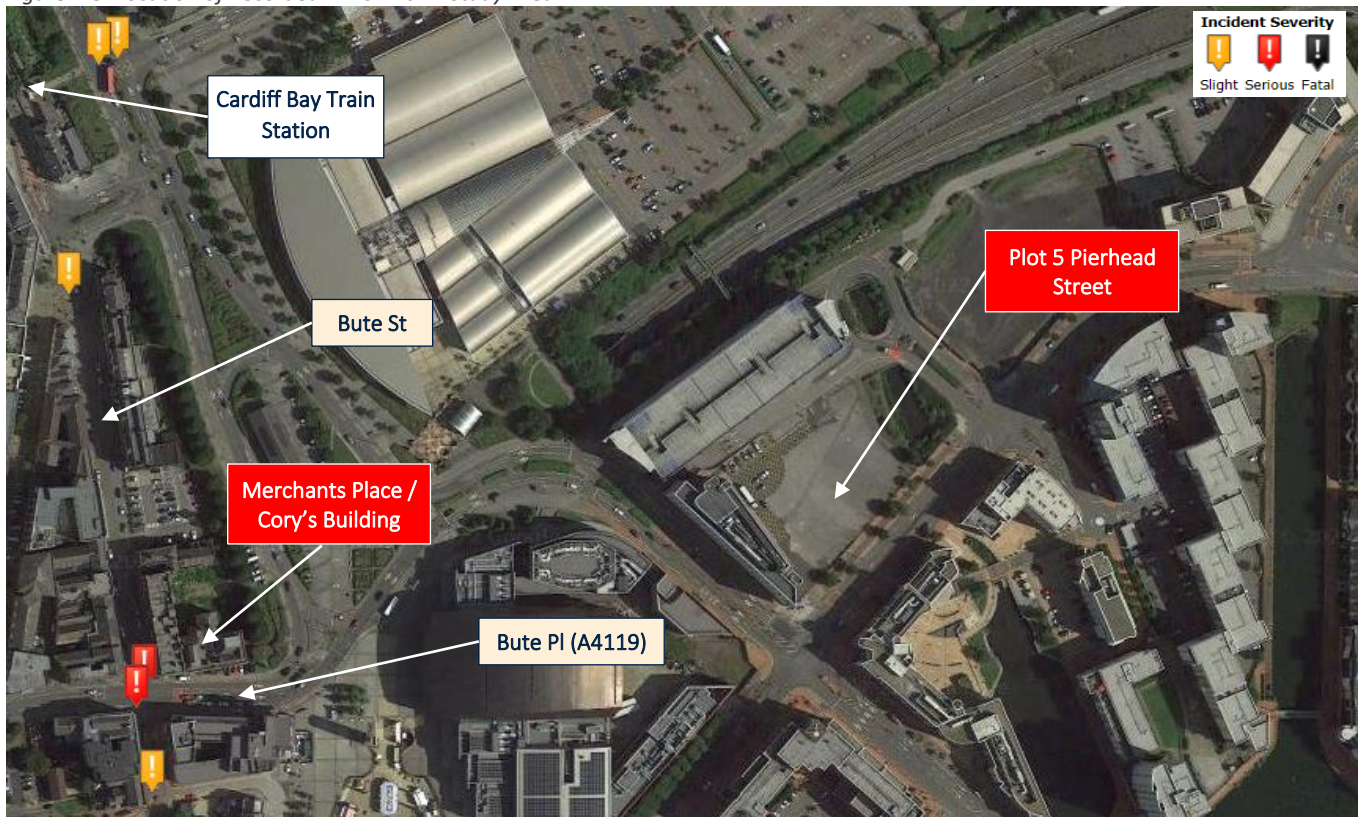 Incident Severity
Slight Serious Fatal
Cardiff Bay Train
Station
Plot 5 Pierhead
Street
Bute St
Merchants Place /
Cory's Building
Bute Pl (A4119)